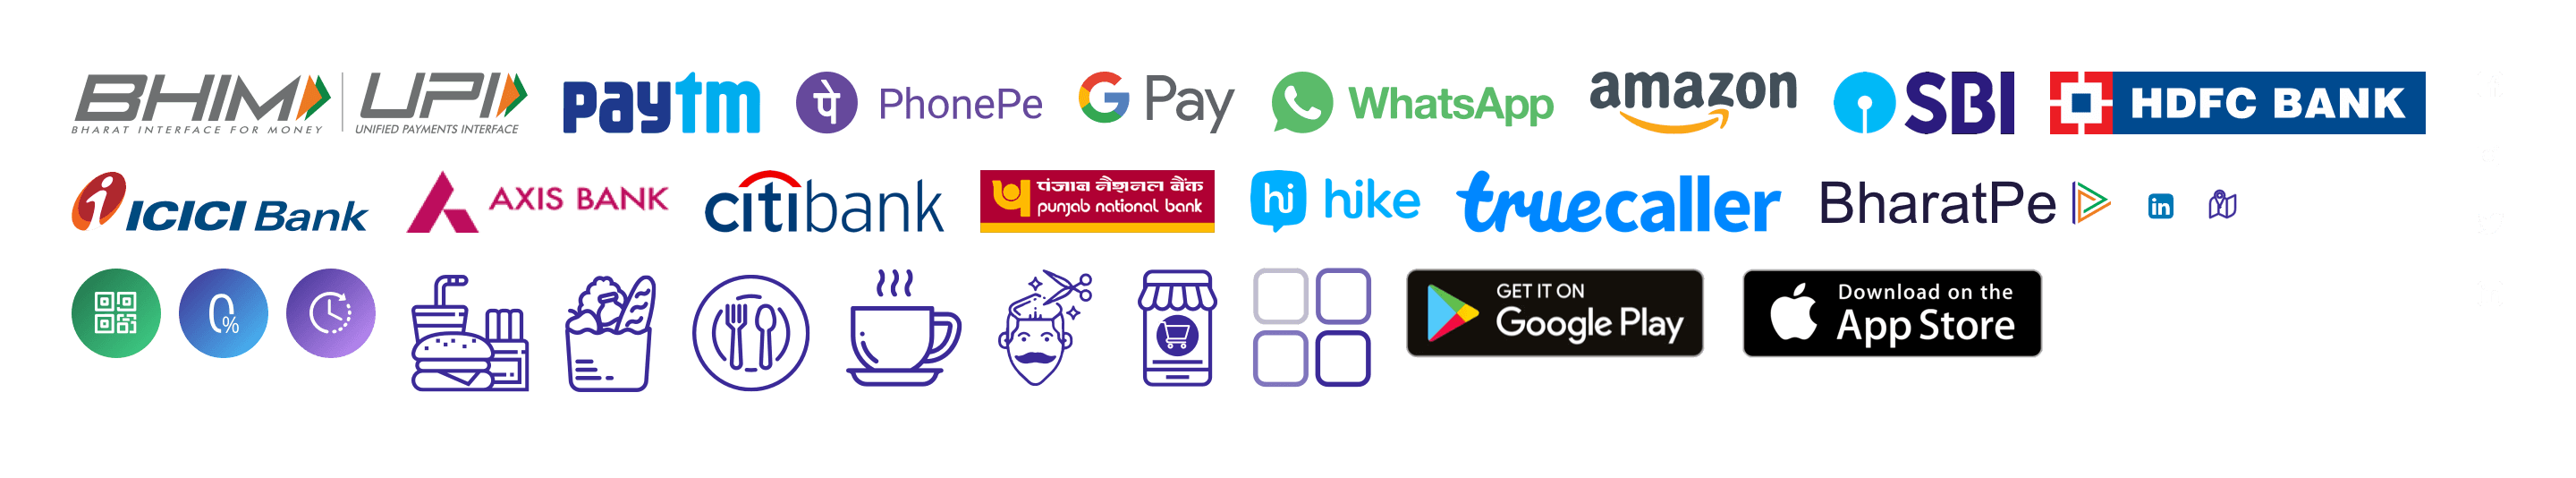 BHIM UPI paytm पे PhonePe G Pay WhatsApp amazon SBI HDFC BANK
BHARAT INTERFACE FOR MONEY UNIFIED PAYMENTS INTERFACE
i ICICI Bank AXIS BANK citibank पंजाब नैशनल बैंक hi hike truecaller BharatPe in
punjab national bank
0% GET IT ON Download on the
Google Play App Store